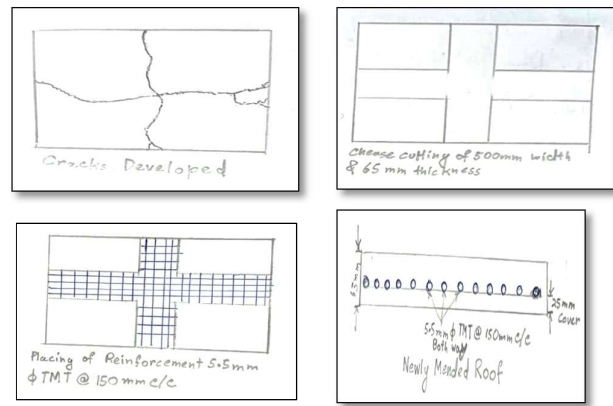 Cracks Developed
Chease cutting of 500mm width
& 65 mm thickness
Placing of Reinforcement 5.5mm
ϕ TMT @ 150 mm c/c
25mm
Cover
5.5mm ϕ TMT @ 150mm c/c
Both way
Newly Mended Roof